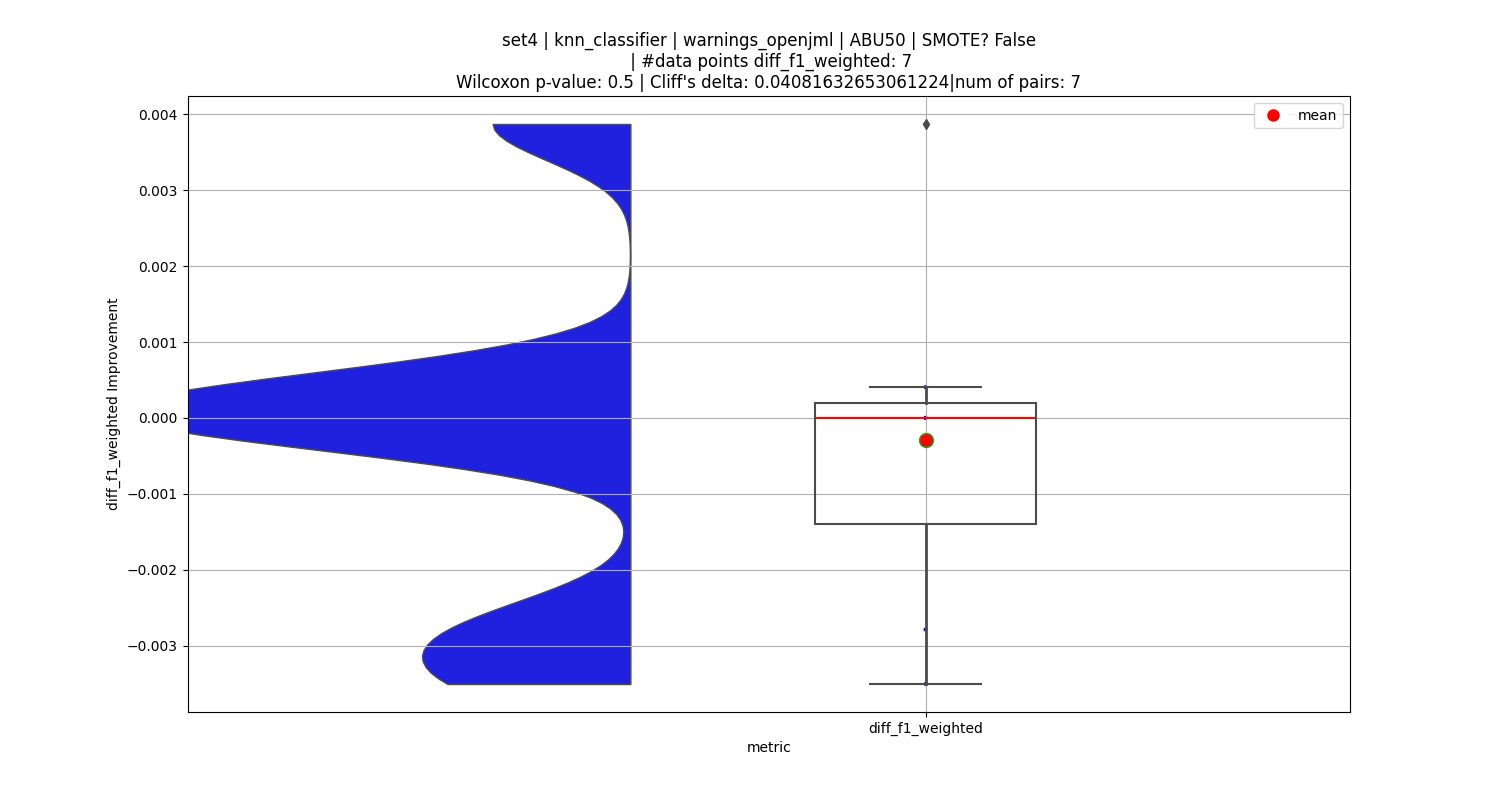 set4 | knn_classifier | warnings_openjml | ABU50 | SMOTE? False
| #data points diff_f1_weighted: 7
Wilcoxon p-value: 0.5 | Cliff's delta: 0.04081632653061224|num of pairs: 7
mean
0.004
0.003
0.002
0.001
0.000
−0.001
−0.002
−0.003
diff_f1_weighted Improvement
diff_f1_weighted
metric